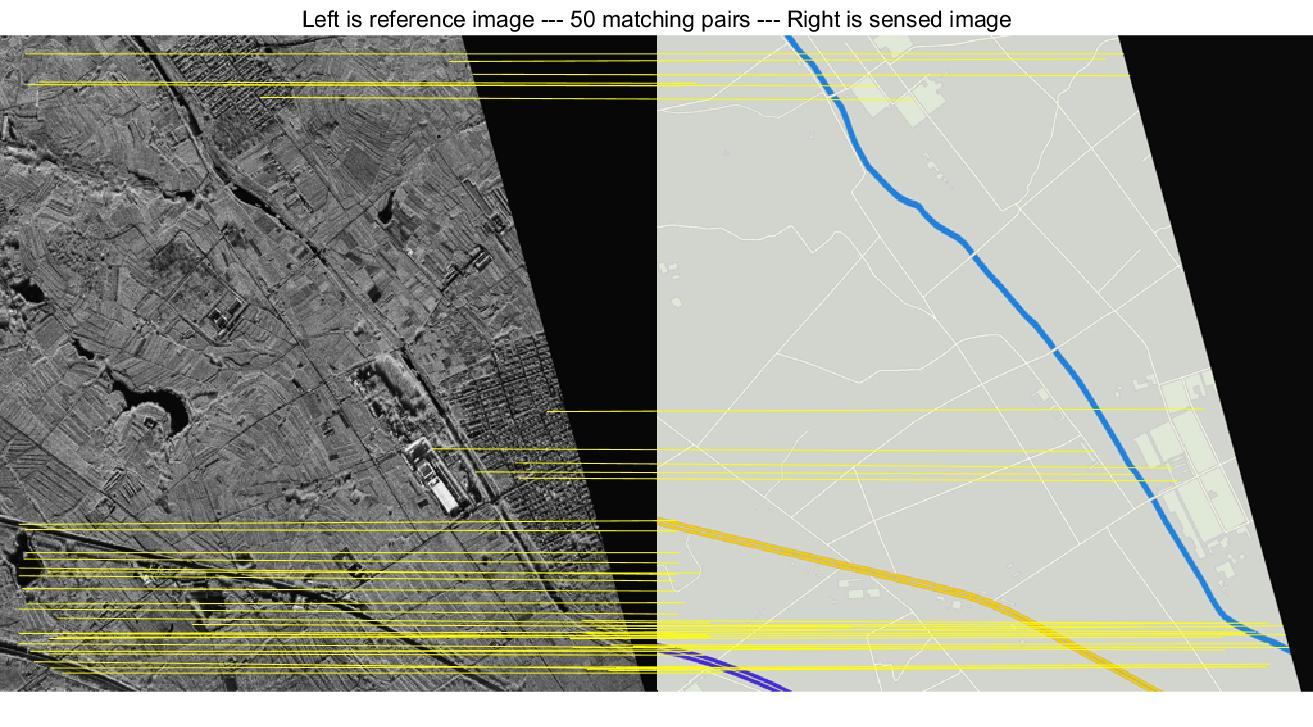 Left is reference image --- 50 matching pairs --- Right is sensed image